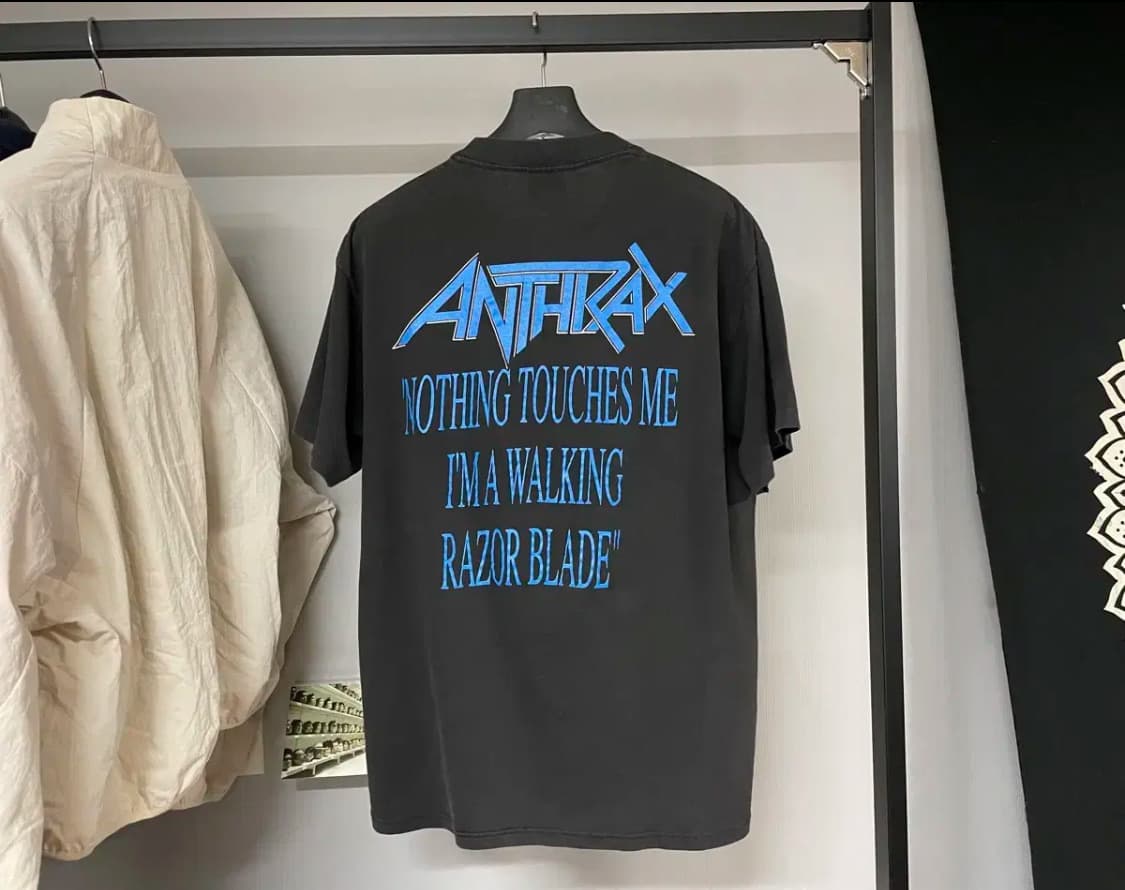 ANTHRAX
'NOTHING TOUCHES ME
I'M A WALKING
RAZOR BLADE"